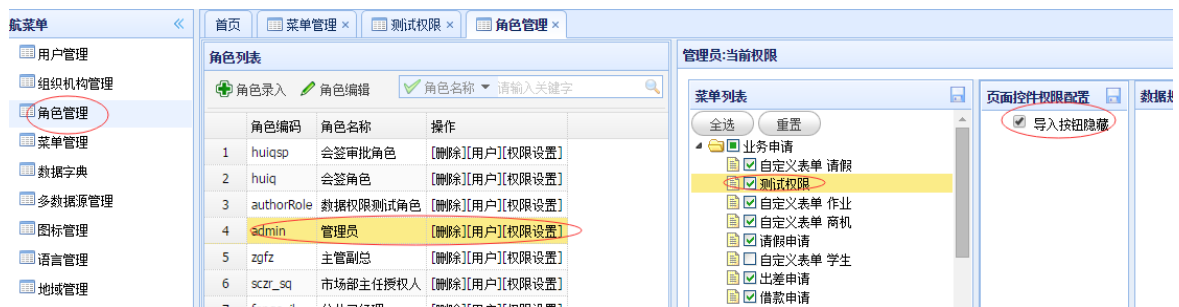 航菜单
首页 菜单管理 测试权限 角色管理
用户管理
组织机构管理
角色管理
菜单管理
数据字典
多数据源管理
图标管理
语言管理
地域管理
角色列表
角色录入 角色编辑 角色名称 请输入关键字
角色编码 角色名称 操作
1 huiqsp 会签审批角色 [删除][用户][权限设置]
2 huiq 会签角色 [删除][用户][权限设置]
3 authorRole 数据权限测试角色 [删除][用户][权限设置]
4 admin 管理员 [删除][用户][权限设置]
5 zgfz 主管副总 [删除][用户][权限设置]
6 sczr_sq 市场部主任授权人 [删除][用户][权限设置]
管理员:当前权限
菜单列表
全选 重置
业务申请
自定义表单 请假
测试权限
自定义表单 作业
自定义表单 商机
请假申请
自定义表单 学生
出差申请
借款申请
页面控件权限配置
导入按钮隐藏
数据